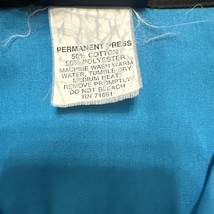 PERMANENT PRESS
50% COTTON
50% POLYESTER
MACHINE WASH WARM
WATER, TUMBLE DRY
MEDIUM HEAT
REMOVE PROMPTLY
DO NOT BLEACH
RN 71661